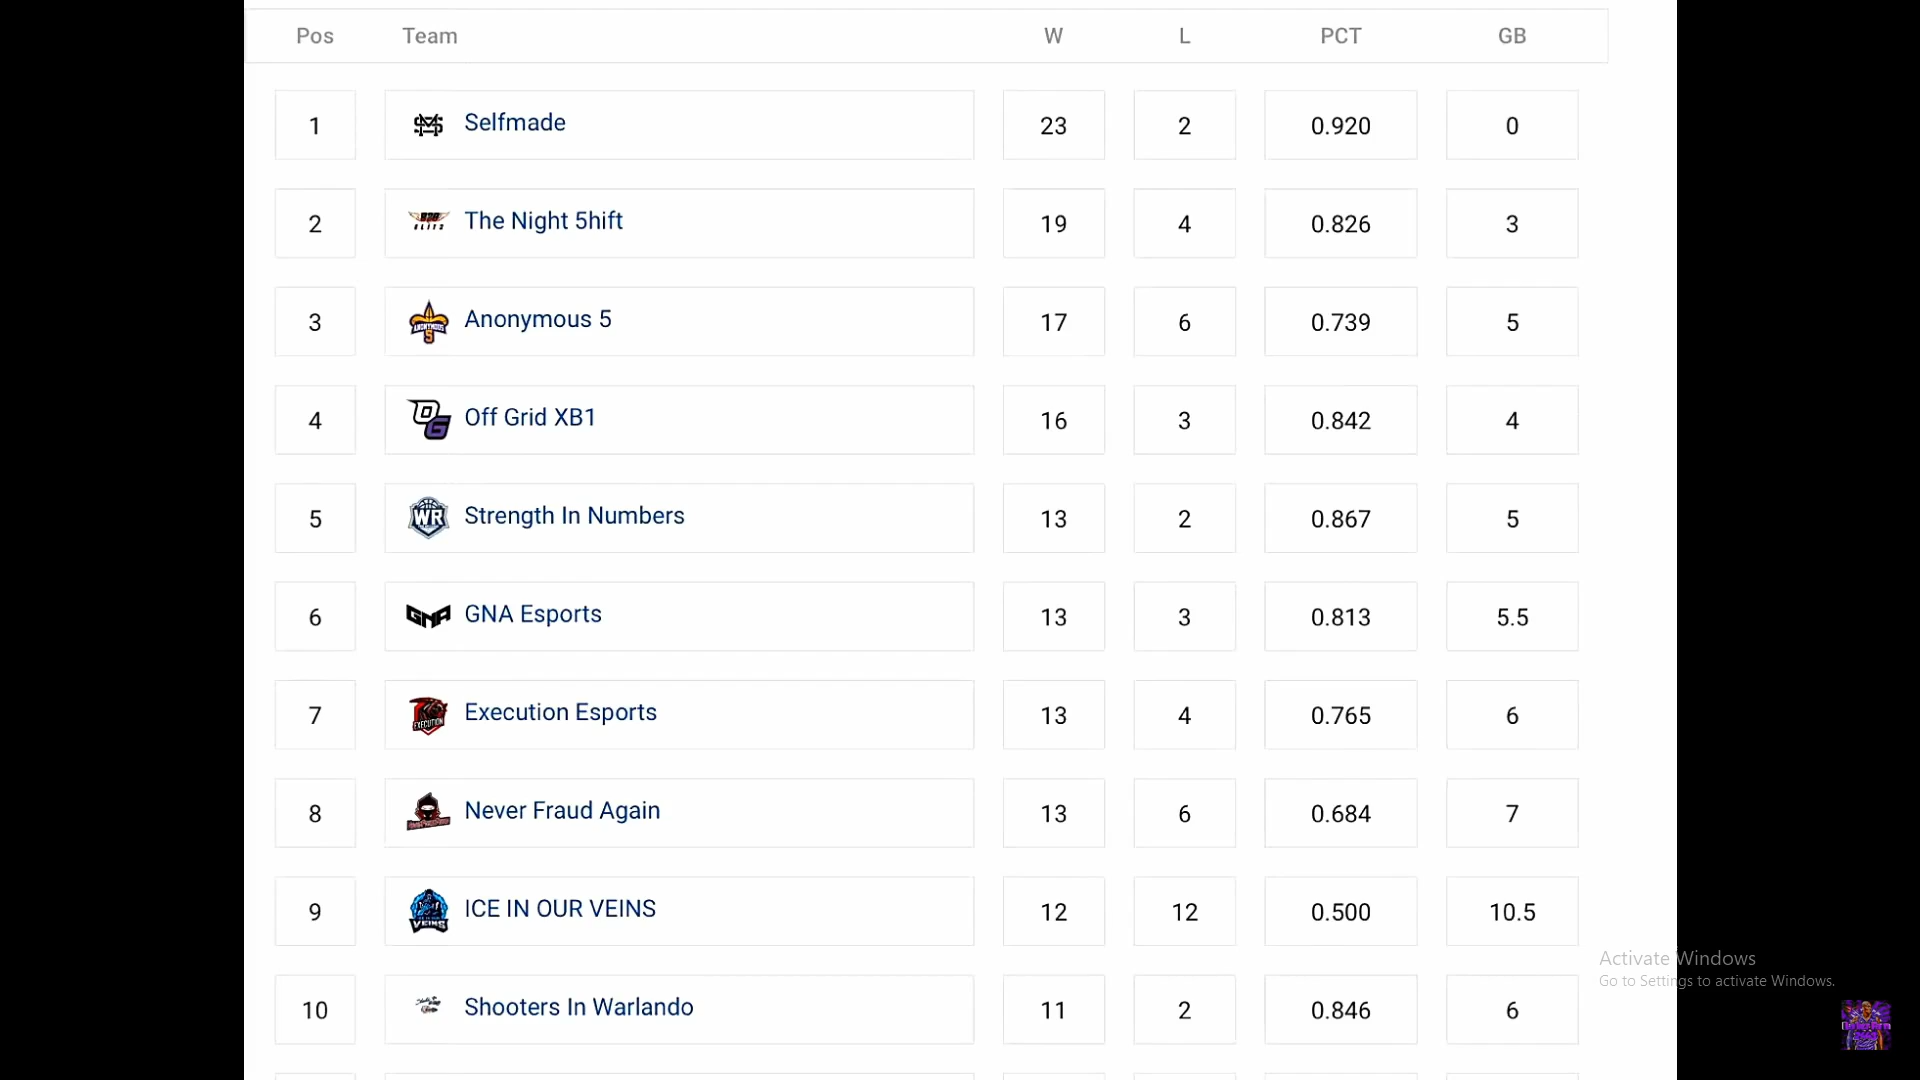 Pos Team W L PCT GB
1 Selfmade 23 2 0.920 0
2 The Night 5hift 19 4 0.826 3
3 Anonymous 5 17 6 0.739 5
4 Off Grid XB1 16 3 0.842 4
5 WR Strength In Numbers 13 2 0.867 5
6 GNA GNA Esports 13 3 0.813 5.5
7 EXECUTION Execution Esports 13 4 0.765 6
8 Never Fraud Again 13 6 0.684 7
9 VEINS ICE IN OUR VEINS 12 12 0.500 10.5
10 Shooters In Warlando 11 2 0.846 6
Activate Windows
Go to Settings to activate Windows.